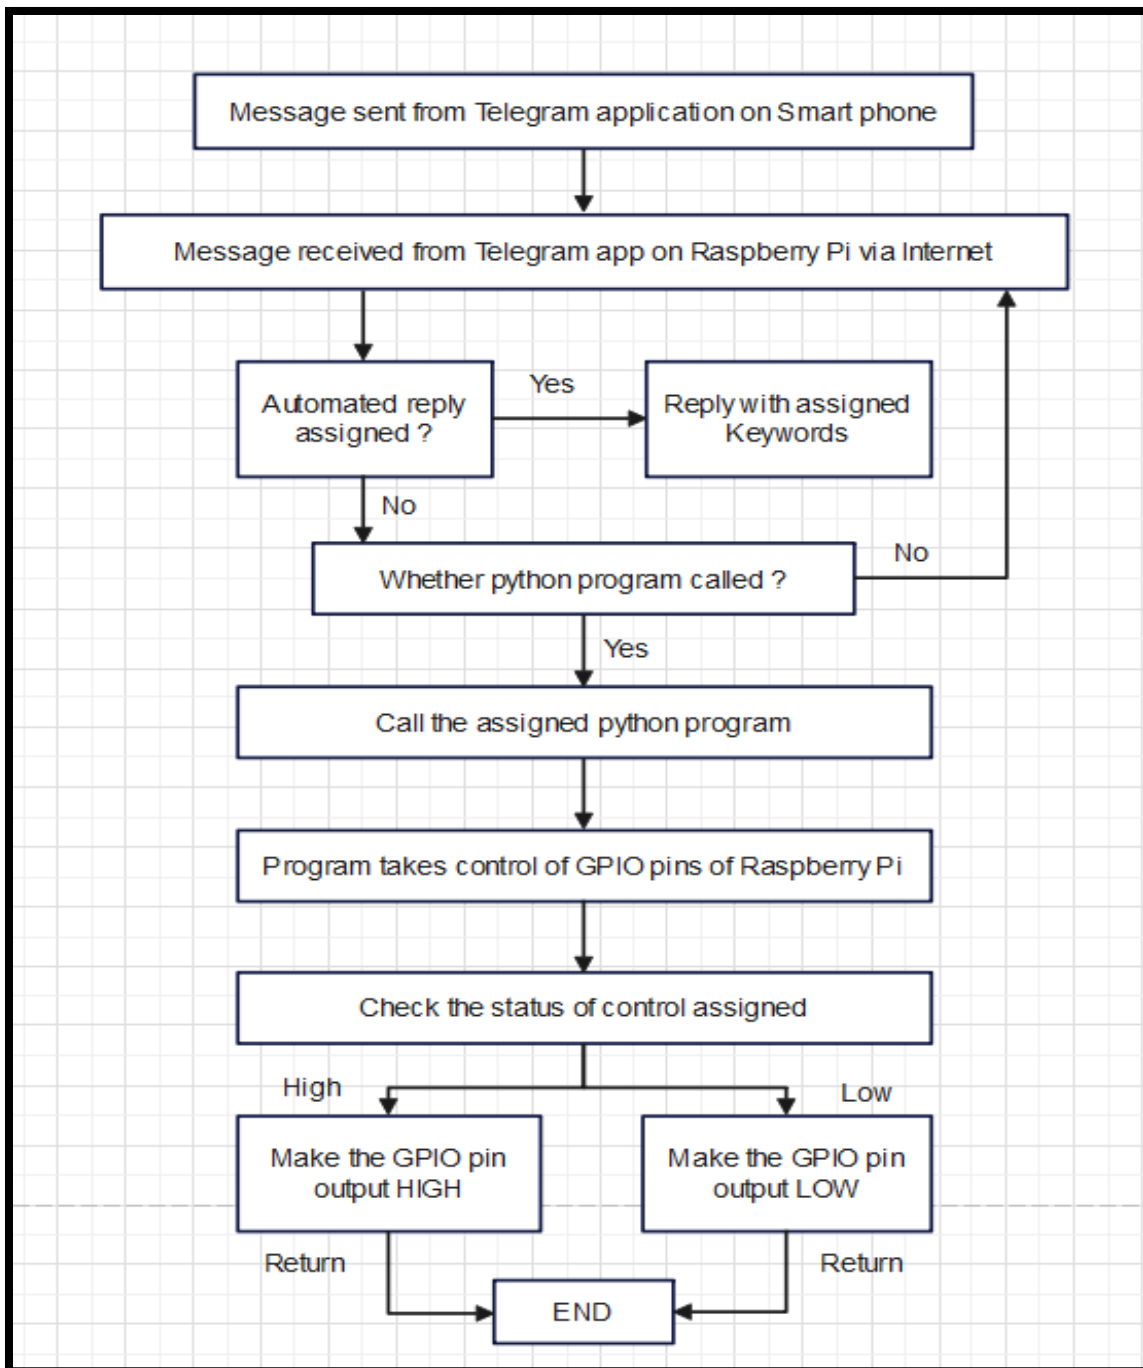 Message sent from Telegram application on Smart phone
Message received from Telegram app on Raspberry Pi via Internet
Automated reply
assigned ?
Yes
Reply with assigned
Keywords
No
Whether python program called ?
No
Yes
Call the assigned python program
Program takes control of GPIO pins of Raspberry Pi
Check the status of control assigned
High
Low
Make the GPIO pin
output HIGH
Make the GPIO pin
output LOW
Return
Return
END